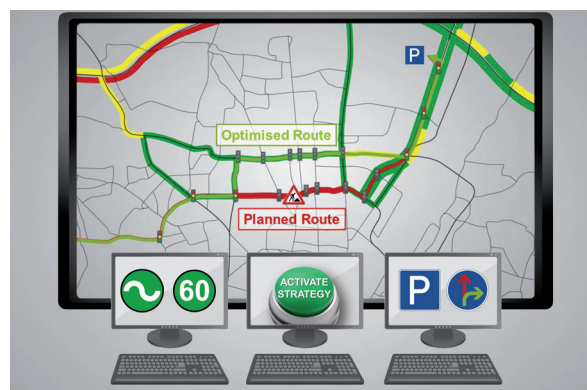 P
Optimised Route
Planned Route
60
ACTIVATE
STRATEGY
P